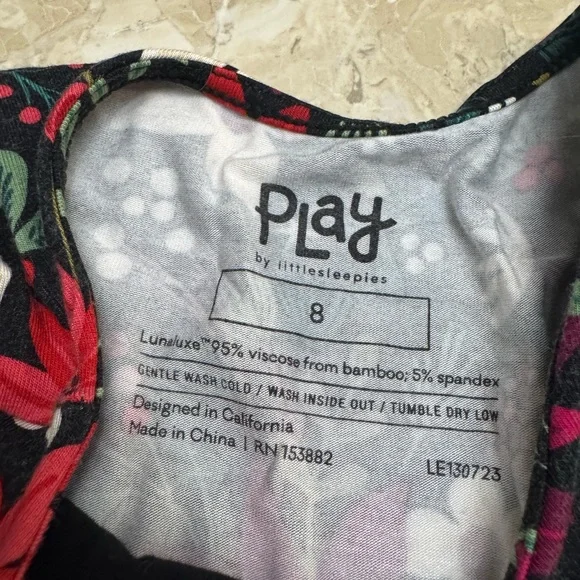 Play
by littlesleepies
8
Lunaluxe™ 95% viscose from bamboo; 5% spandex
GENTLE WASH COLD / WASH INSIDE OUT / TUMBLE DRY LOW
Designed in California
Made in China | RN 153882
LE130723